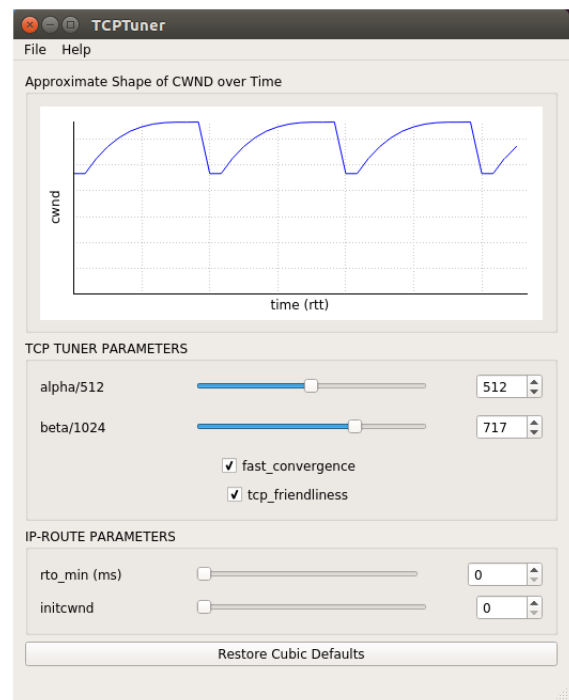 TCPTuner
File Help
Approximate Shape of CWND over Time
cwnd
time (rtt)
TCP TUNER PARAMETERS
alpha/512 512
beta/1024 717
fast_convergence
tcp_friendliness
IP-ROUTE PARAMETERS
rto_min (ms) 0
initcwnd 0
Restore Cubic Defaults